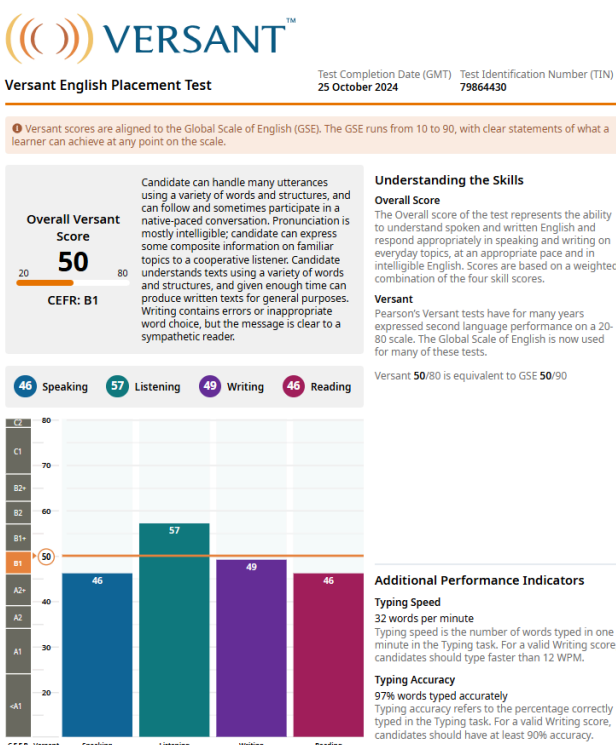 VERSANT™
Versant English Placement Test
Test Completion Date (GMT)
25 October 2024
Test Identification Number (TIN)
79864430
Versant scores are aligned to the Global Scale of English (GSE). The GSE runs from 10 to 90, with clear statements of what a
learner can achieve at any point on the scale.
Overall Versant
Score
50
20
80
CEFR: B1
Candidate can handle many utterances
using a variety of words and structures, and
can follow and sometimes participate in a
native-paced conversation. Pronunciation is
mostly intelligible; candidate can express
some composite information on familiar
topics to a cooperative listener. Candidate
understands texts using a variety of words
and structures, and given enough time can
produce written texts for general purposes.
Writing contains errors or inappropriate
word choice, but the message is clear to a
sympathetic reader.
46 Speaking
57 Listening
49 Writing
46 Reading
C2
C1
B2+
B2
B1+
B1
A2+
A2
A1
<A1
80
70
60
50
40
30
20
46
57
49
46
CEFR Versant Speaking Listening Writing Reading
Understanding the Skills
Overall Score
The Overall score of the test represents the ability
to understand spoken and written English and
respond appropriately in speaking and writing on
everyday topics, at an appropriate pace and in
intelligible English. Scores are based on a weighted
combination of the four skill scores.
Versant
Pearson's Versant tests have for many years
expressed second language performance on a 20-
80 scale. The Global Scale of English is now used
for many of these tests.
Versant 50/80 is equivalent to GSE 50/90
Additional Performance Indicators
Typing Speed
32 words per minute
Typing speed is the number of words typed in one
minute in the Typing task. For a valid Writing score
candidates should type faster than 12 WPM.
Typing Accuracy
97% words typed accurately
Typing accuracy refers to the percentage correctly
typed in the Typing task. For a valid Writing score,
candidates should have at least 90% accuracy.